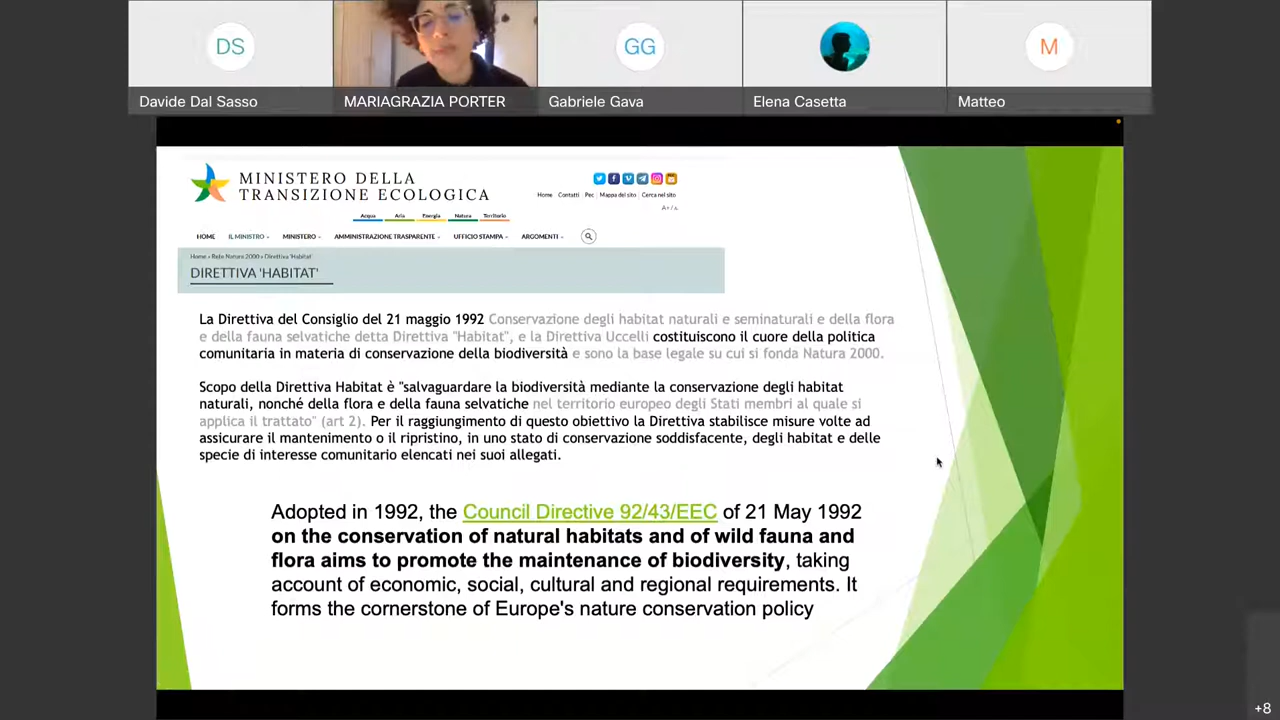 DS
GG
M
Davide Dal Sasso
MARIAGRAZIA PORTER
Gabriele Gava
Elena Casetta
Matteo
MINISTERO DELLA
TRANSIZIONE ECOLOGICA
Home Contatti Pec Mappa del sito Cerca nel sito
A+ / a
Acqua Aria Energia Natura Territorio
HOME IL MINISTRO MINISTERO AMMINISTRAZIONE TRASPARENTE UFFICIO STAMPA ARGOMENTI
Home » Rete Natura 2000 » Direttiva 'Habitat'
DIRETTIVA 'HABITAT'
La Direttiva del Consiglio del 21 maggio 1992 Conservazione degli habitat naturali e seminaturali e della flora
e della fauna selvatiche detta Direttiva "Habitat", e la Direttiva Uccelli costituiscono il cuore della politica
comunitaria in materia di conservazione della biodiversità e sono la base legale su cui si fonda Natura 2000.
Scopo della Direttiva Habitat è "salvaguardare la biodiversità mediante la conservazione degli habitat
naturali, nonché della flora e della fauna selvatiche nel territorio europeo degli Stati membri al quale si
applica il trattato" (art 2). Per il raggiungimento di questo obiettivo la Direttiva stabilisce misure volte ad
assicurare il mantenimento o il ripristino, in uno stato di conservazione soddisfacente, degli habitat e delle
specie di interesse comunitario elencati nei suoi allegati.
Adopted in 1992, the Council Directive 92/43/EEC of 21 May 1992
on the conservation of natural habitats and of wild fauna and
flora aims to promote the maintenance of biodiversity, taking
account of economic, social, cultural and regional requirements. It
forms the cornerstone of Europe's nature conservation policy
+8